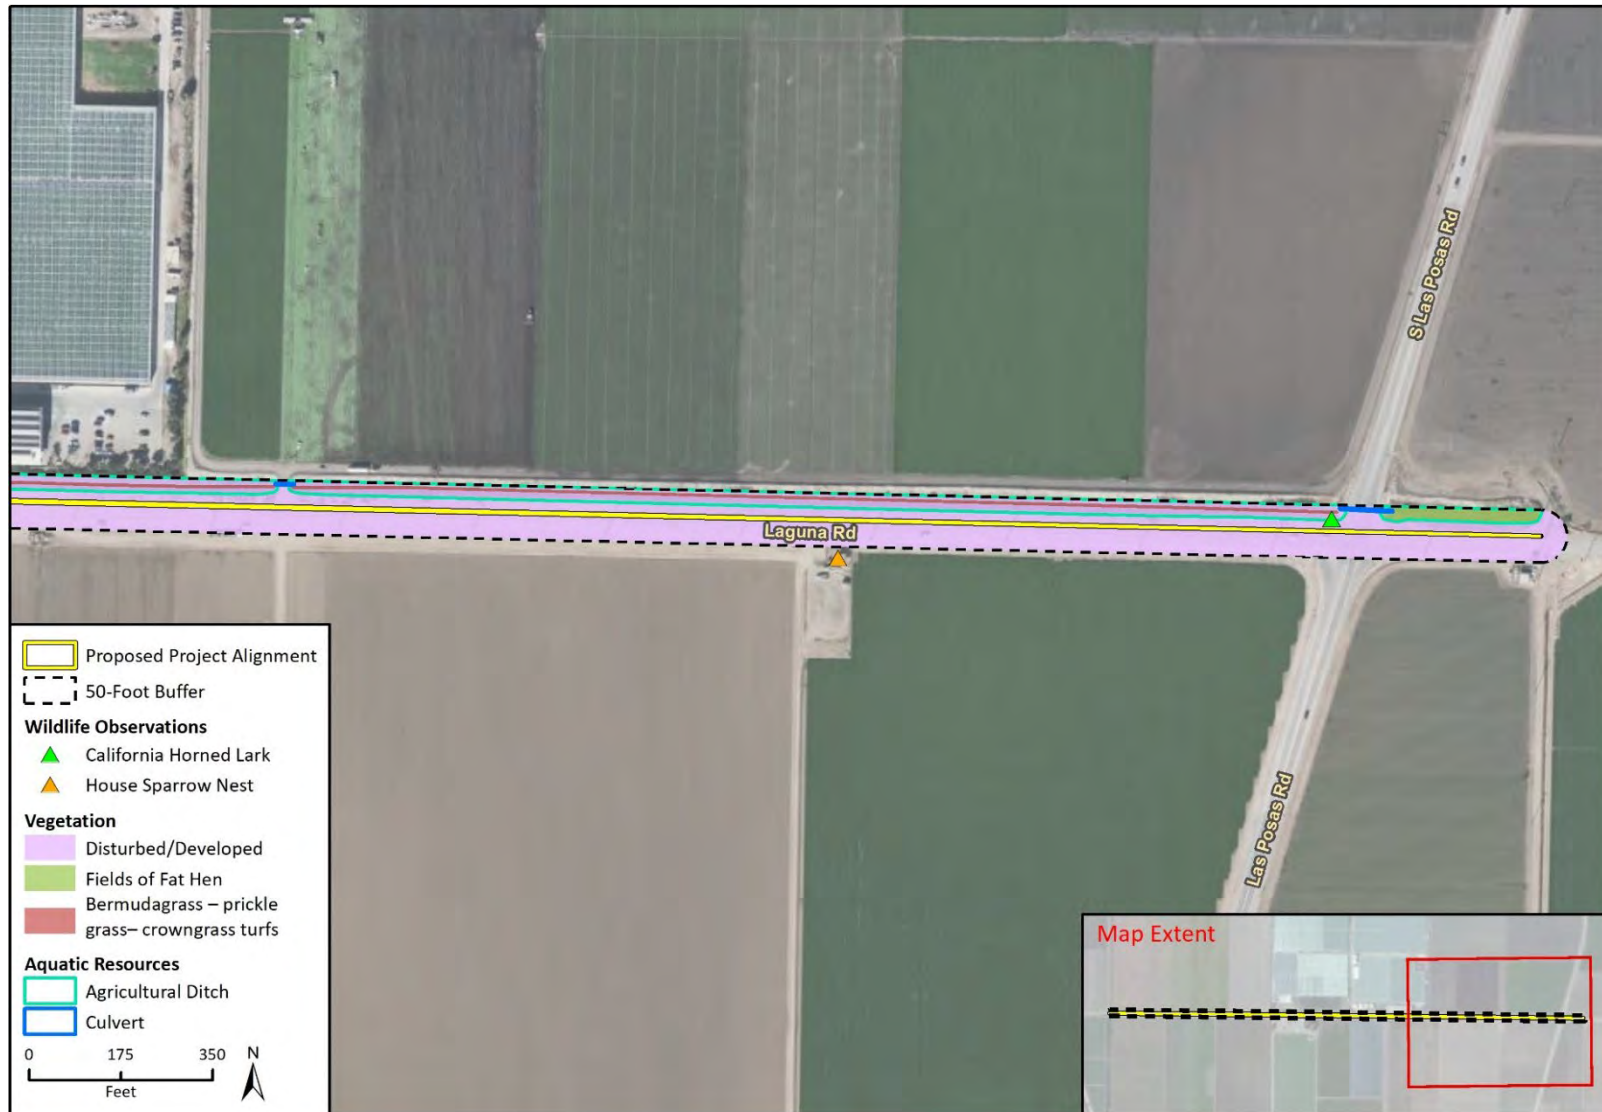 S Las Posas Rd
Laguna Rd
Las Posas Rd
Proposed Project Alignment
50-Foot Buffer
Wildlife Observations
California Horned Lark
House Sparrow Nest
Vegetation
Disturbed/Developed
Fields of Fat Hen
Bermudagrass – prickle
grass– crowngrass turfs
Aquatic Resources
Agricultural Ditch
Culvert
0 175 350 N
Feet
Map Extent